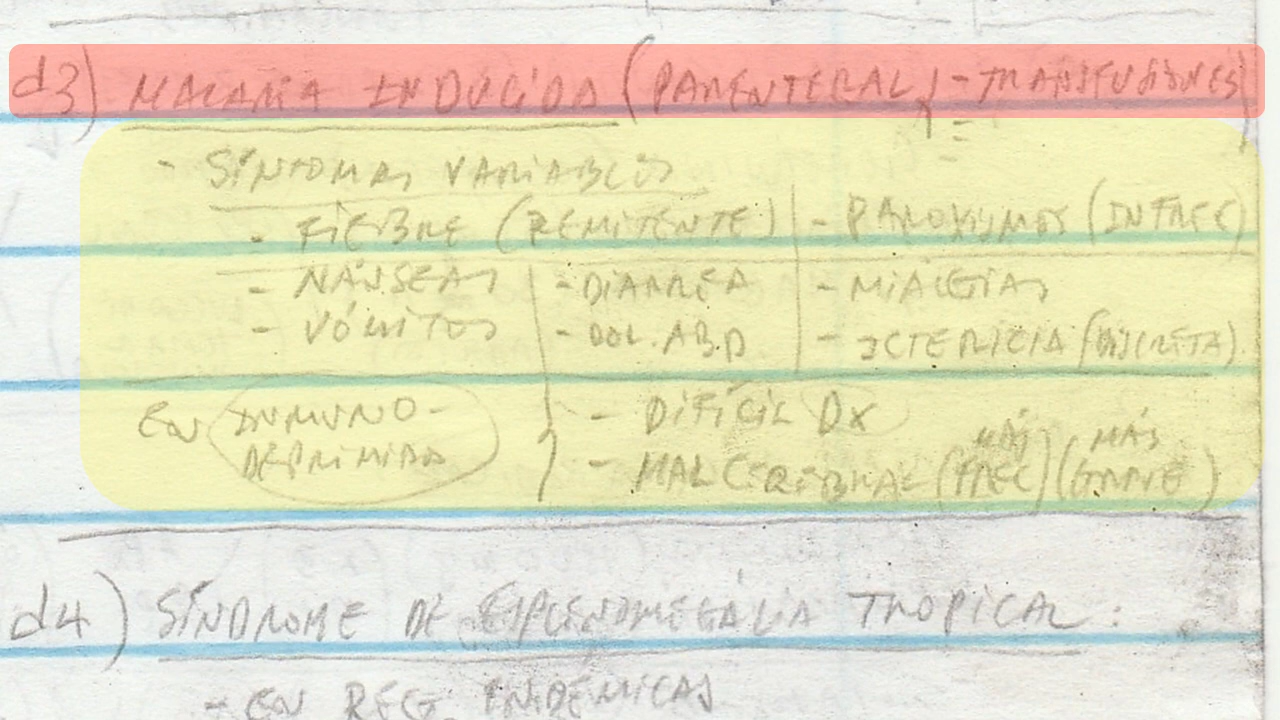 d3) MALARIA INDUCIDA (PARENTERAL) - TRANSFUSIONES
- SÍNTOMAS VARIABLES
- FIEBRE (REMITENTE) - PAROXISMOS (INFREC)
- NÁUSEAS - DIARREA - MIALGIAS
- VÓMITOS - DOL. ABD - ICTERICIA (DISCRETA).
EN INMUNO- - DIFÍCIL DX
DEPRIMIDA - MAL CEREBRAL (MÁS FREC) (MÁS GRAVE)
d4) SÍNDROME DE ESPLENOMEGALIA TROPICAL:
- EN REG. ENDÉMICAS